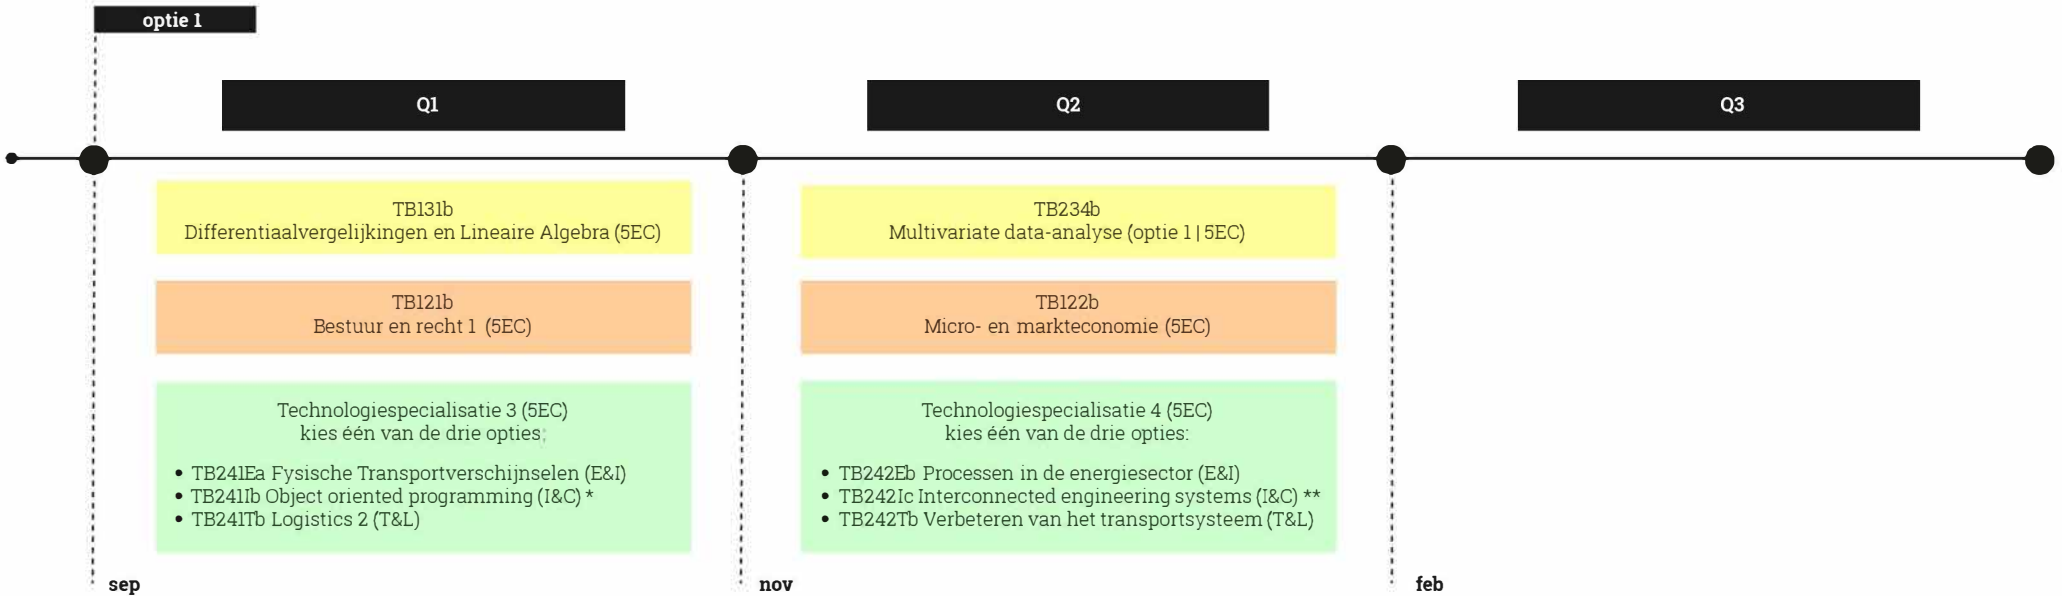 optie 1
Q1
Q2
Q3
TB131b
Differentiaalvergelijkingen en Lineaire Algebra (5EC)
TB234b
Multivariate data-analyse (optie 1 | 5EC)
TB121b
Bestuur en recht 1 (5EC)
TB122b
Micro- en markteconomie (5EC)
Technologiespecialisatie 3 (5EC)
kies één van de drie opties:
• TB241Ea Fysische Transportverschijnselen (E&I)
• TB241Ib Object oriented programming (I&C) *
• TB241Tb Logistics 2 (T&L)
Technologiespecialisatie 4 (5EC)
kies één van de drie opties:
• TB242Eb Processen in de energiesector (E&I)
• TB242Ic Interconnected engineering systems (I&C) **
• TB242Tb Verbeteren van het transportsysteem (T&L)
sep
nov
feb